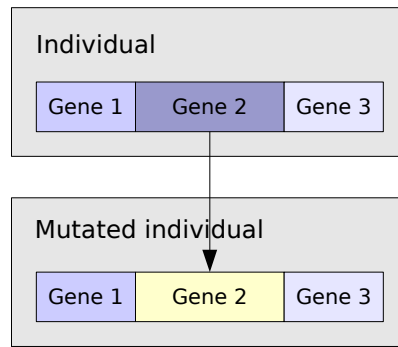 Individual
Gene 1 Gene 2 Gene 3
Mutated individual
Gene 1 Gene 2 Gene 3